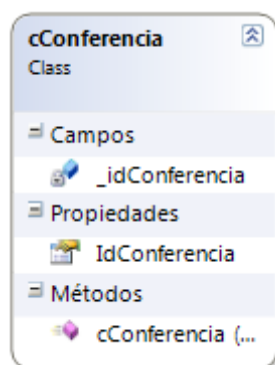 cConferencia
Class
Campos
_idConferencia
Propiedades
IdConferencia
Métodos
cConferencia (...